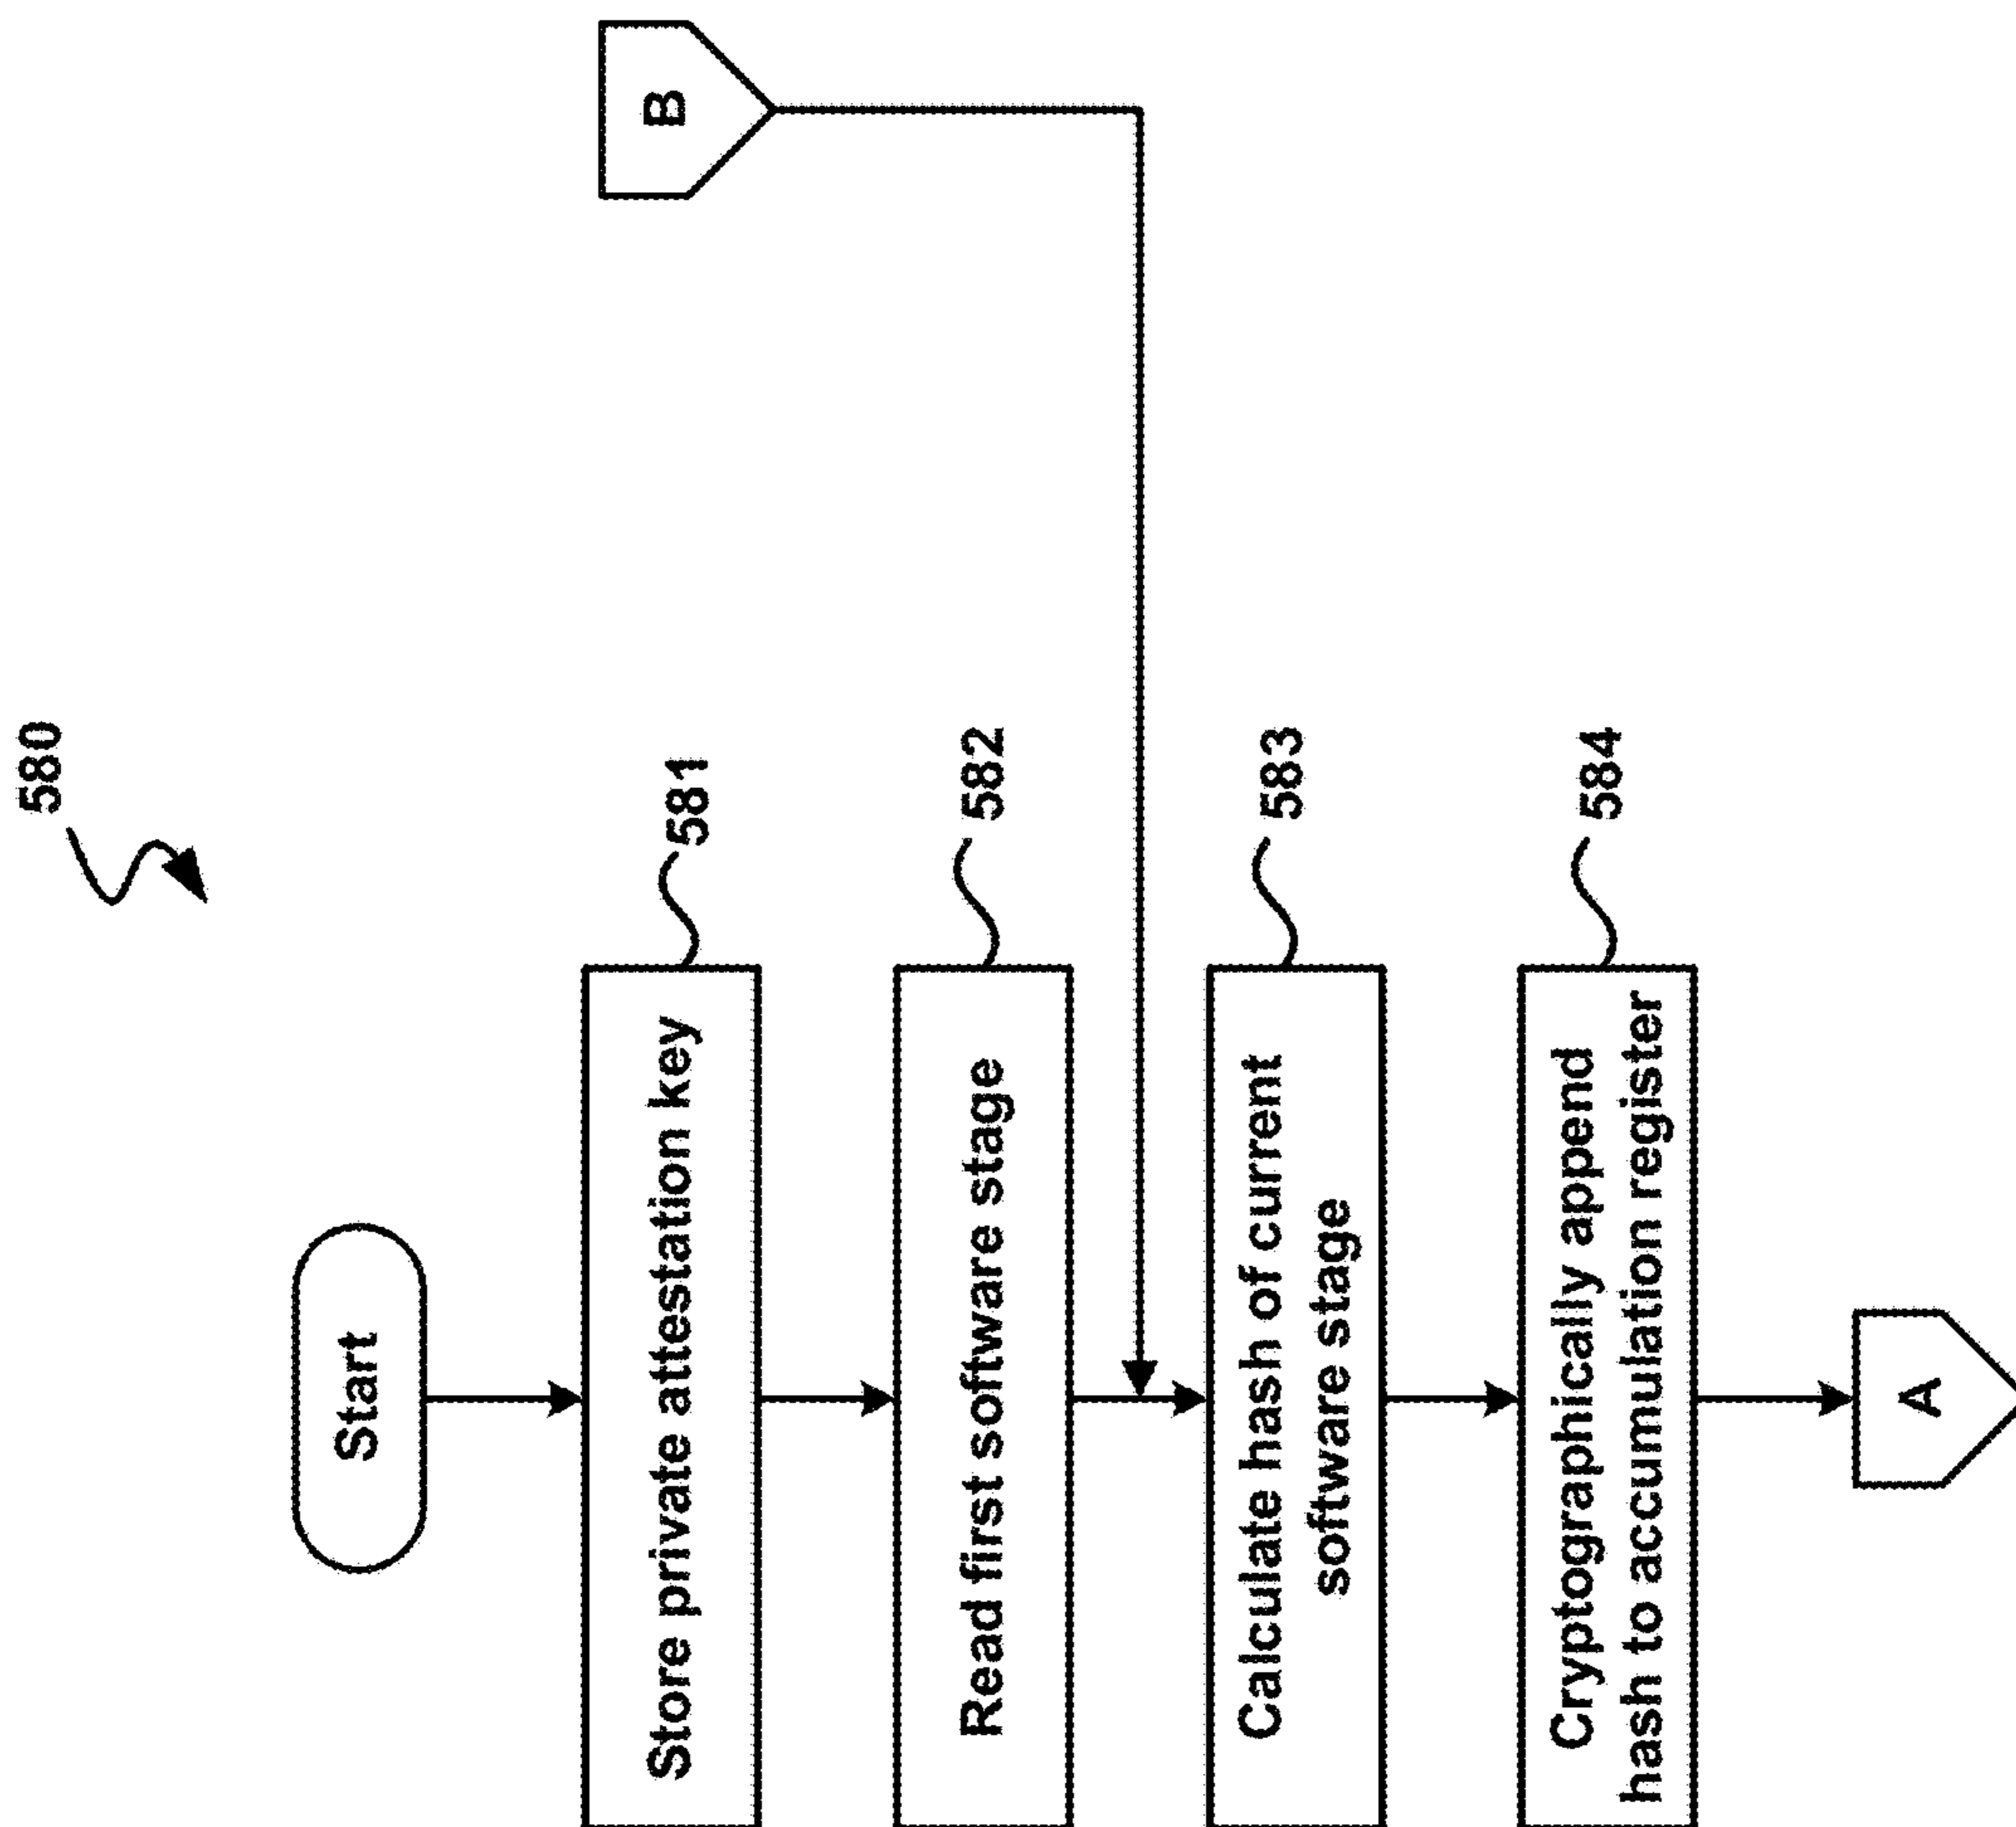 580
Start
Store private attestation key
581
B
Read first software stage
582
Calculate hash of current
software stage
583
Cryptographically append
hash to accumulation register
584
A